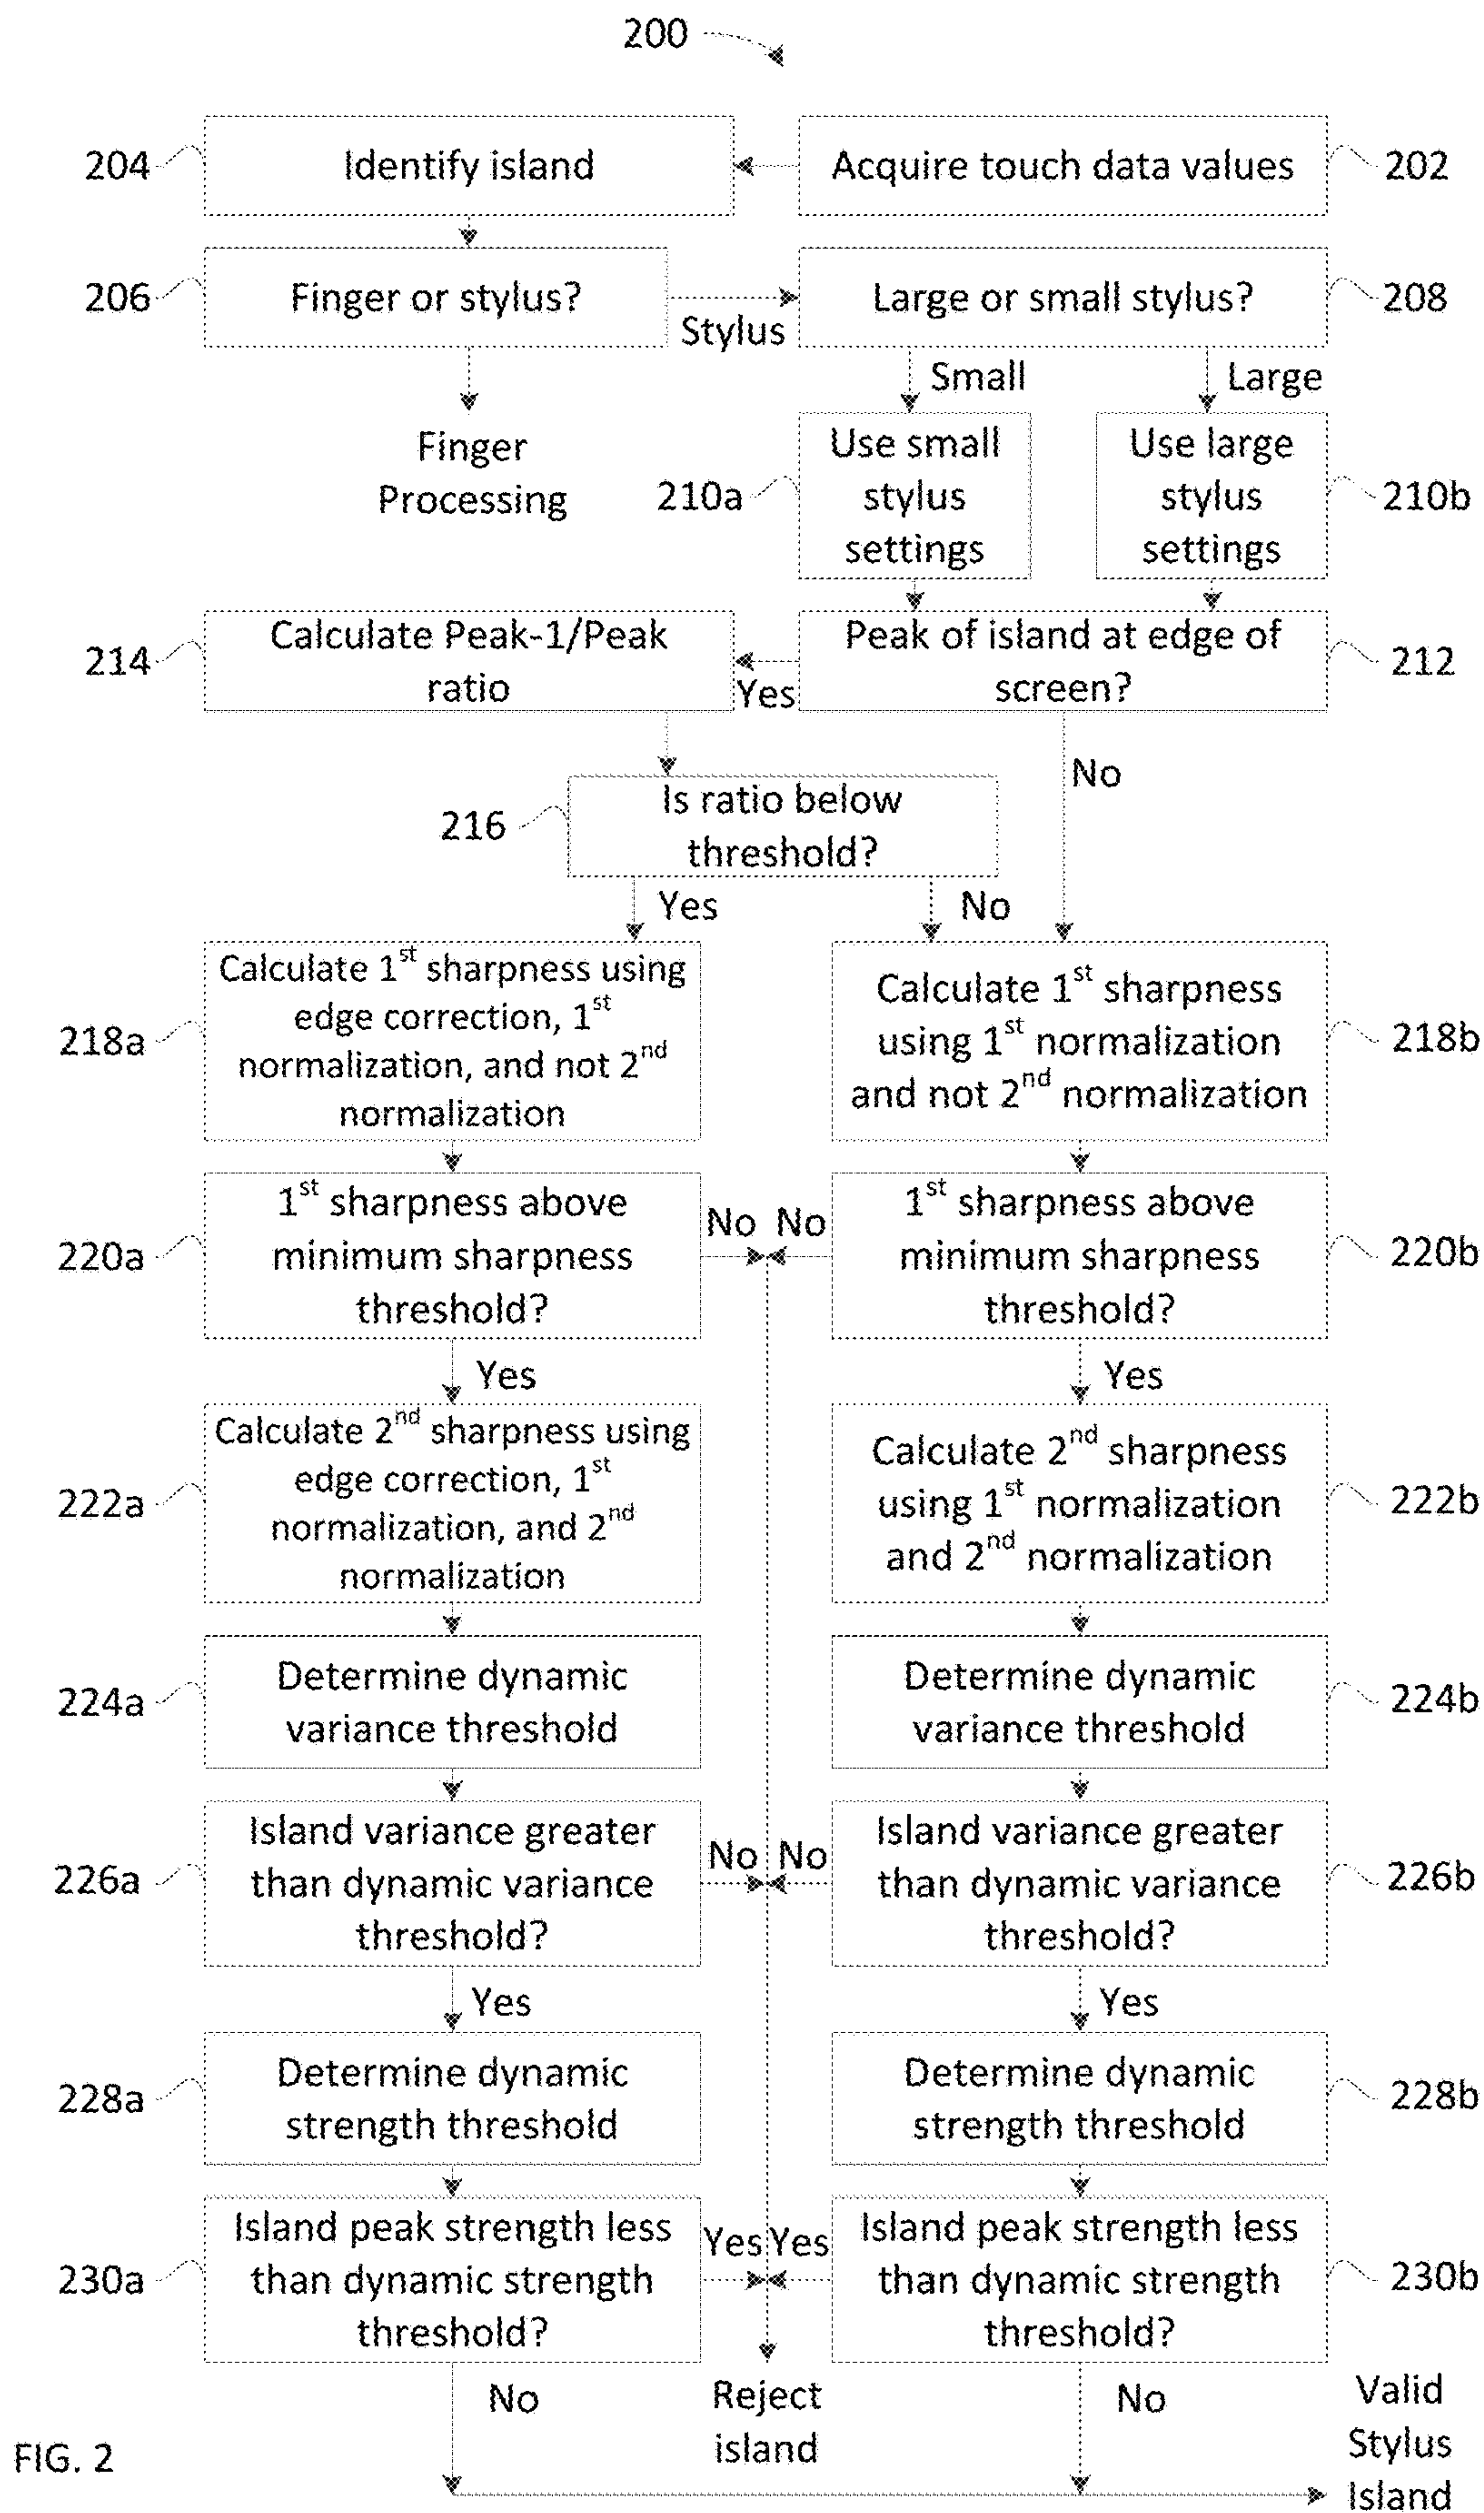 200
204
Identify island
Acquire touch data values
202
206
Finger or stylus?
Stylus
Large or small stylus?
208
Small
Large
Finger
Processing
210a
Use small
stylus
settings
Use large
stylus
settings
210b
214
Calculate Peak-1/Peak
ratio
Yes
Peak of island at edge of
screen?
212
No
216
Is ratio below
threshold?
Yes
No
218a
Calculate 1st sharpness using
edge correction, 1st
normalization, and not 2nd
normalization
Calculate 1st sharpness
using 1st normalization
and not 2nd normalization
218b
220a
1st sharpness above
minimum sharpness
threshold?
No
No
1st sharpness above
minimum sharpness
threshold?
220b
Yes
Yes
222a
Calculate 2nd sharpness using
edge correction, 1st
normalization, and 2nd
normalization
Calculate 2nd sharpness
using 1st normalization
and 2nd normalization
222b
224a
Determine dynamic
variance threshold
Determine dynamic
variance threshold
224b
226a
Island variance greater
than dynamic variance
threshold?
No
No
Island variance greater
than dynamic variance
threshold?
226b
Yes
Yes
228a
Determine dynamic
strength threshold
Determine dynamic
strength threshold
228b
230a
Island peak strength less
than dynamic strength
threshold?
Yes
Yes
Island peak strength less
than dynamic strength
threshold?
230b
No
Reject
island
No
Valid
Stylus
Island
FIG. 2